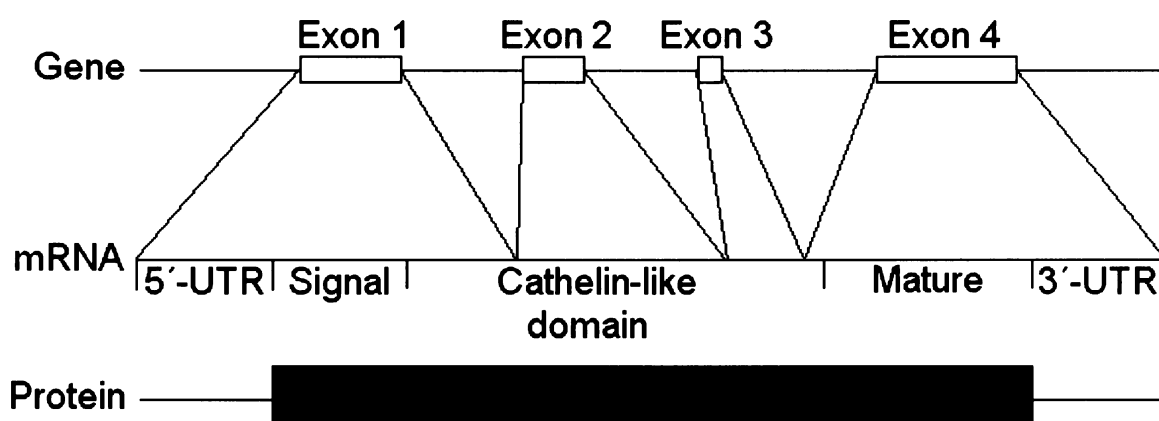 Exon 1 Exon 2 Exon 3 Exon 4
Gene
mRNA
5´-UTR Signal Cathelin-like Mature 3´-UTR
domain
Protein